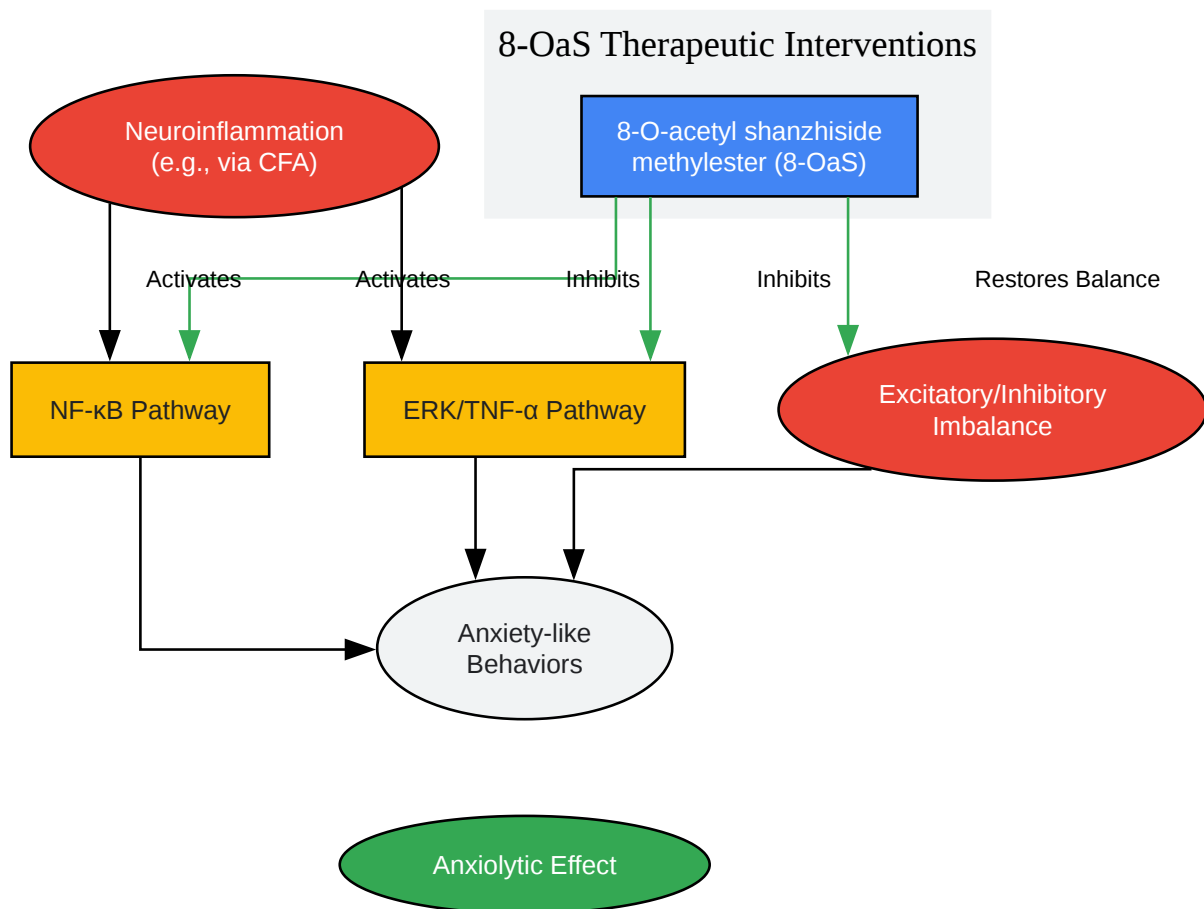 8-OaS Therapeutic Interventions
Neuroinflammation
(e.g., via CFA)
8-O-acetyl shanzhiside
methylester (8-OaS)
Activates
Activates
Inhibits
Inhibits
Restores Balance
NF-κB Pathway
ERK/TNF-α Pathway
Excitatory/Inhibitory
Imbalance
Anxiety-like
Behaviors
Anxiolytic Effect